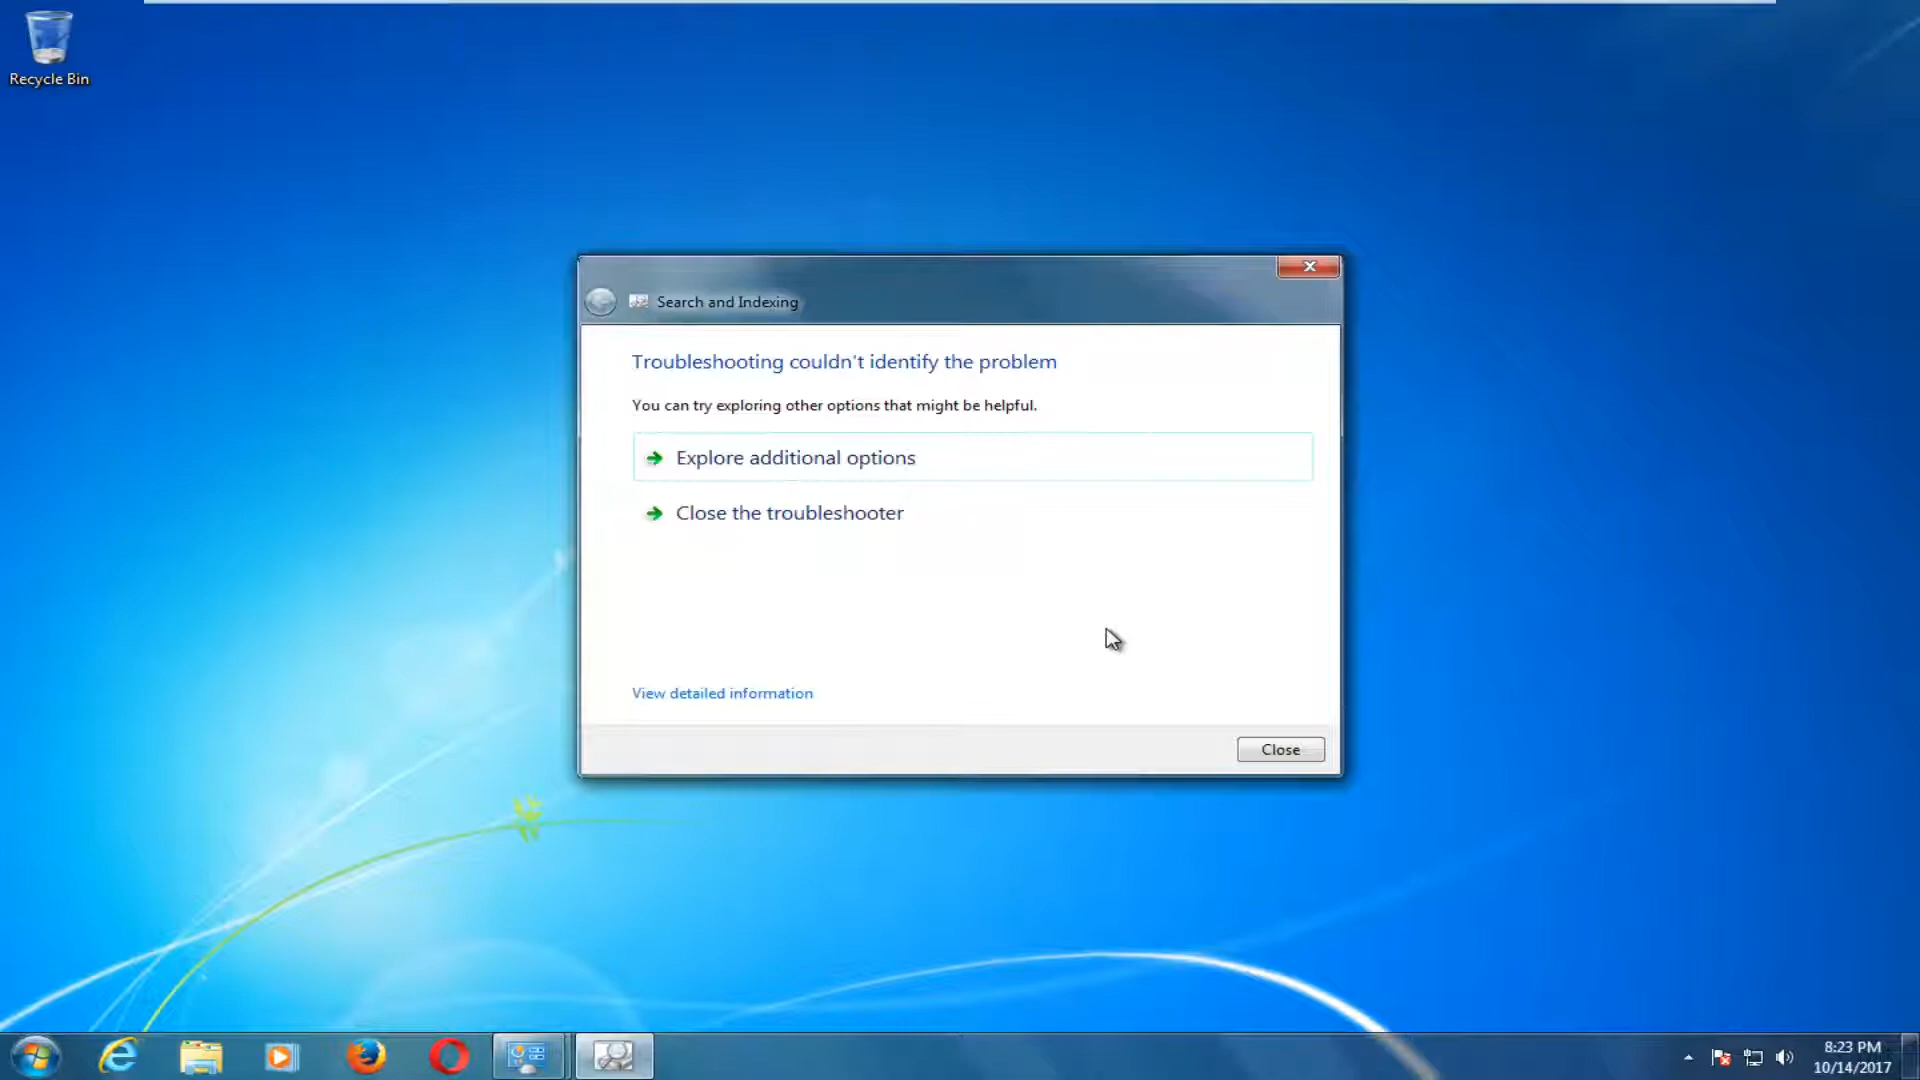 Recycle Bin
Search and Indexing
Troubleshooting couldn't identify the problem
You can try exploring other options that might be helpful.
Explore additional options
Close the troubleshooter
View detailed information
Close
8:23 PM
10/14/2017